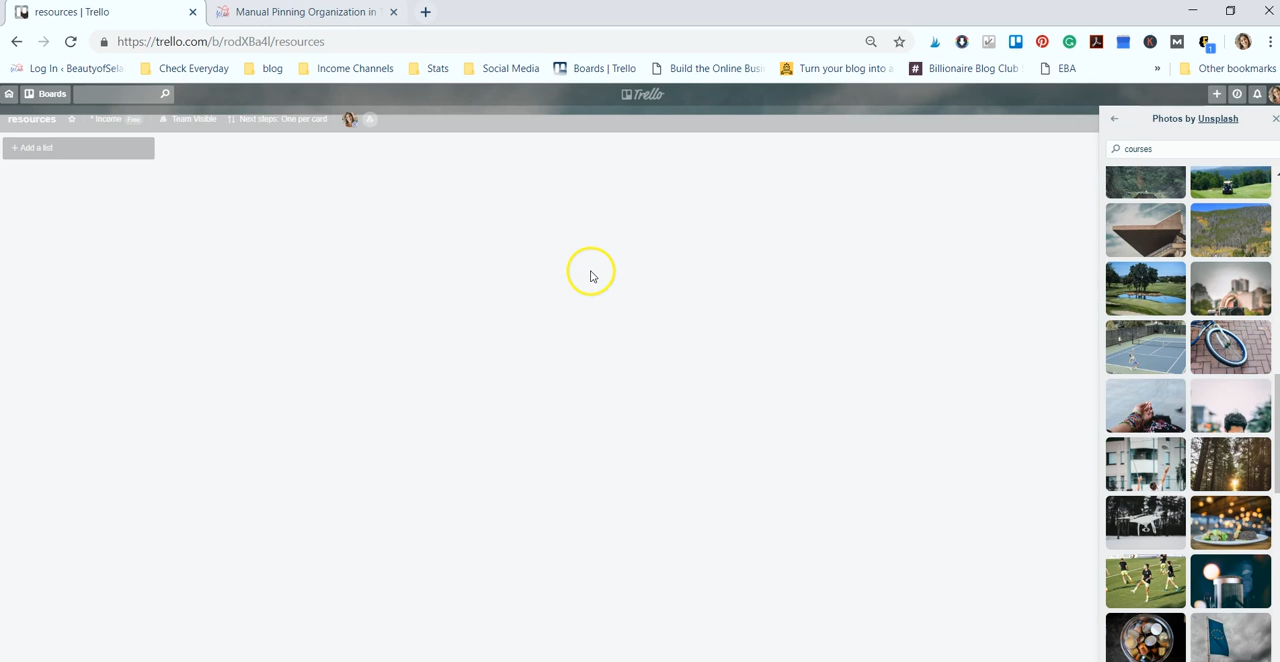 resources | Trello
Manual Pinning Organization in
https://trello.com/b/rodXBa4l/resources
1
Log In ‹ BeautyofSela
Check Everyday
blog
Income Channels
Stats
Social Media
Boards | Trello
Build the Online Busi
Turn your blog into a
Billionaire Blog Club
EBA
»
Other bookmarks
Boards
Trello
resources
* Income
Free
Team Visible
Next steps: One per card
Photos by Unsplash
+ Add a list
courses